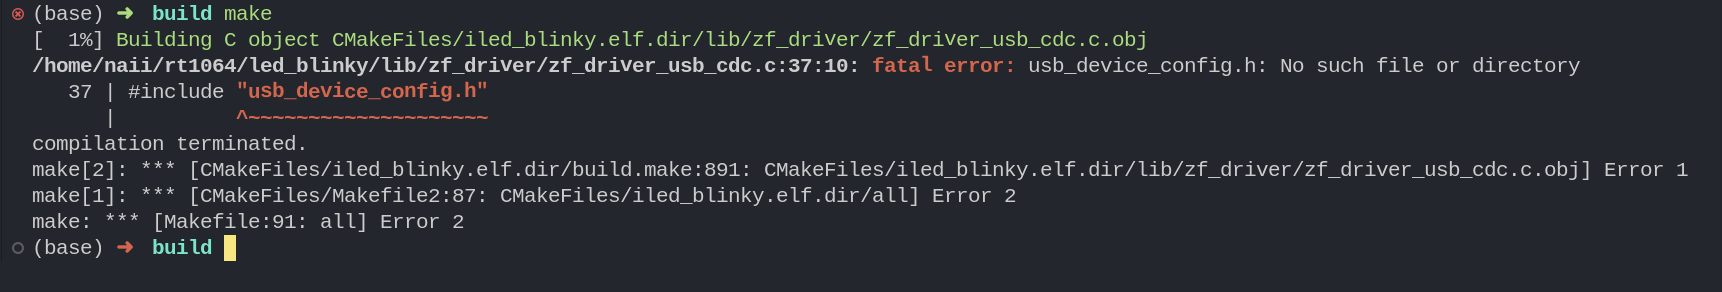 (base) ➜ build make
[  1%] Building C object CMakeFiles/iled_blinky.elf.dir/lib/zf_driver/zf_driver_usb_cdc.c.obj
/home/naii/rt1064/led_blinky/lib/zf_driver/zf_driver_usb_cdc.c:37:10: fatal error: usb_device_config.h: No such file or directory
   37 | #include "usb_device_config.h"
      |          ^~~~~~~~~~~~~~~~~~~~~
compilation terminated.
make[2]: *** [CMakeFiles/iled_blinky.elf.dir/build.make:891: CMakeFiles/iled_blinky.elf.dir/lib/zf_driver/zf_driver_usb_cdc.c.obj] Error 1
make[1]: *** [CMakeFiles/Makefile2:87: CMakeFiles/iled_blinky.elf.dir/all] Error 2
make: *** [Makefile:91: all] Error 2
(base) ➜ build